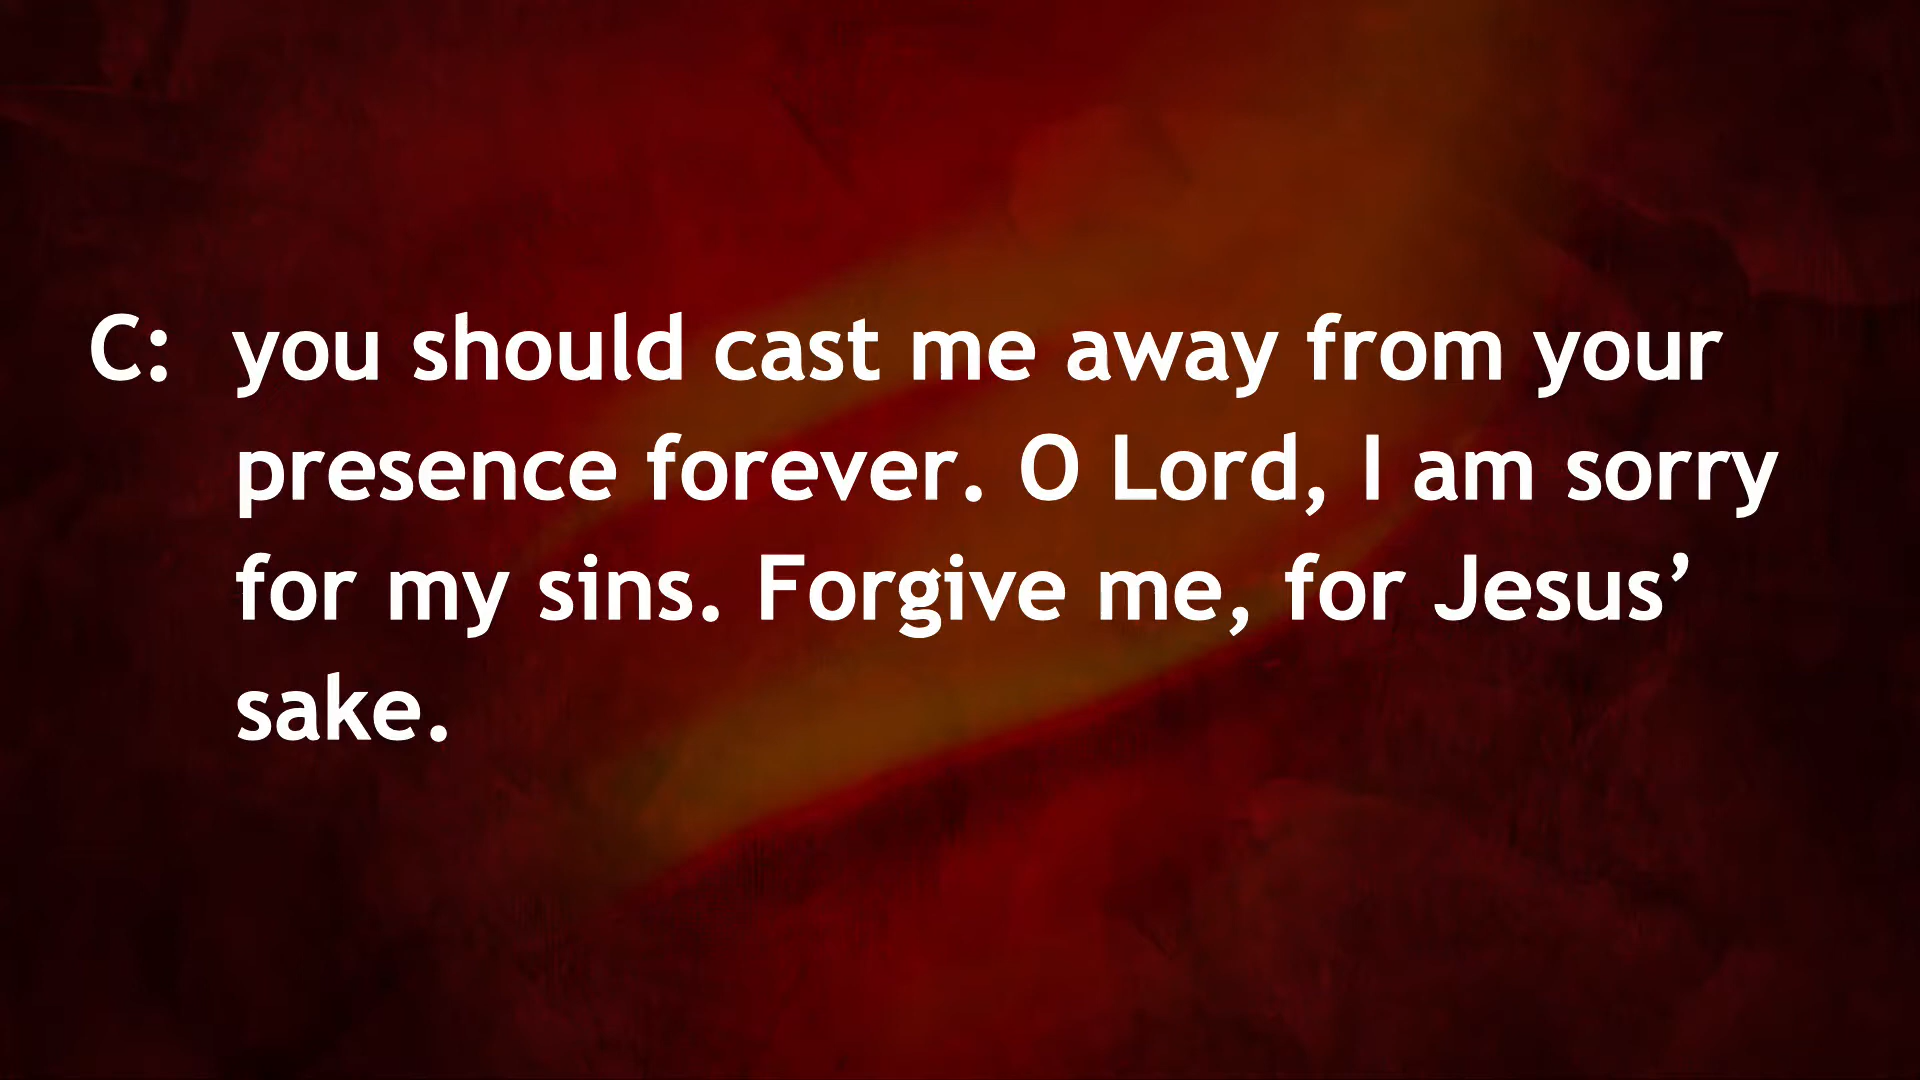 C: you should cast me away from your
presence forever. O Lord, I am sorry
for my sins. Forgive me, for Jesus’
sake.